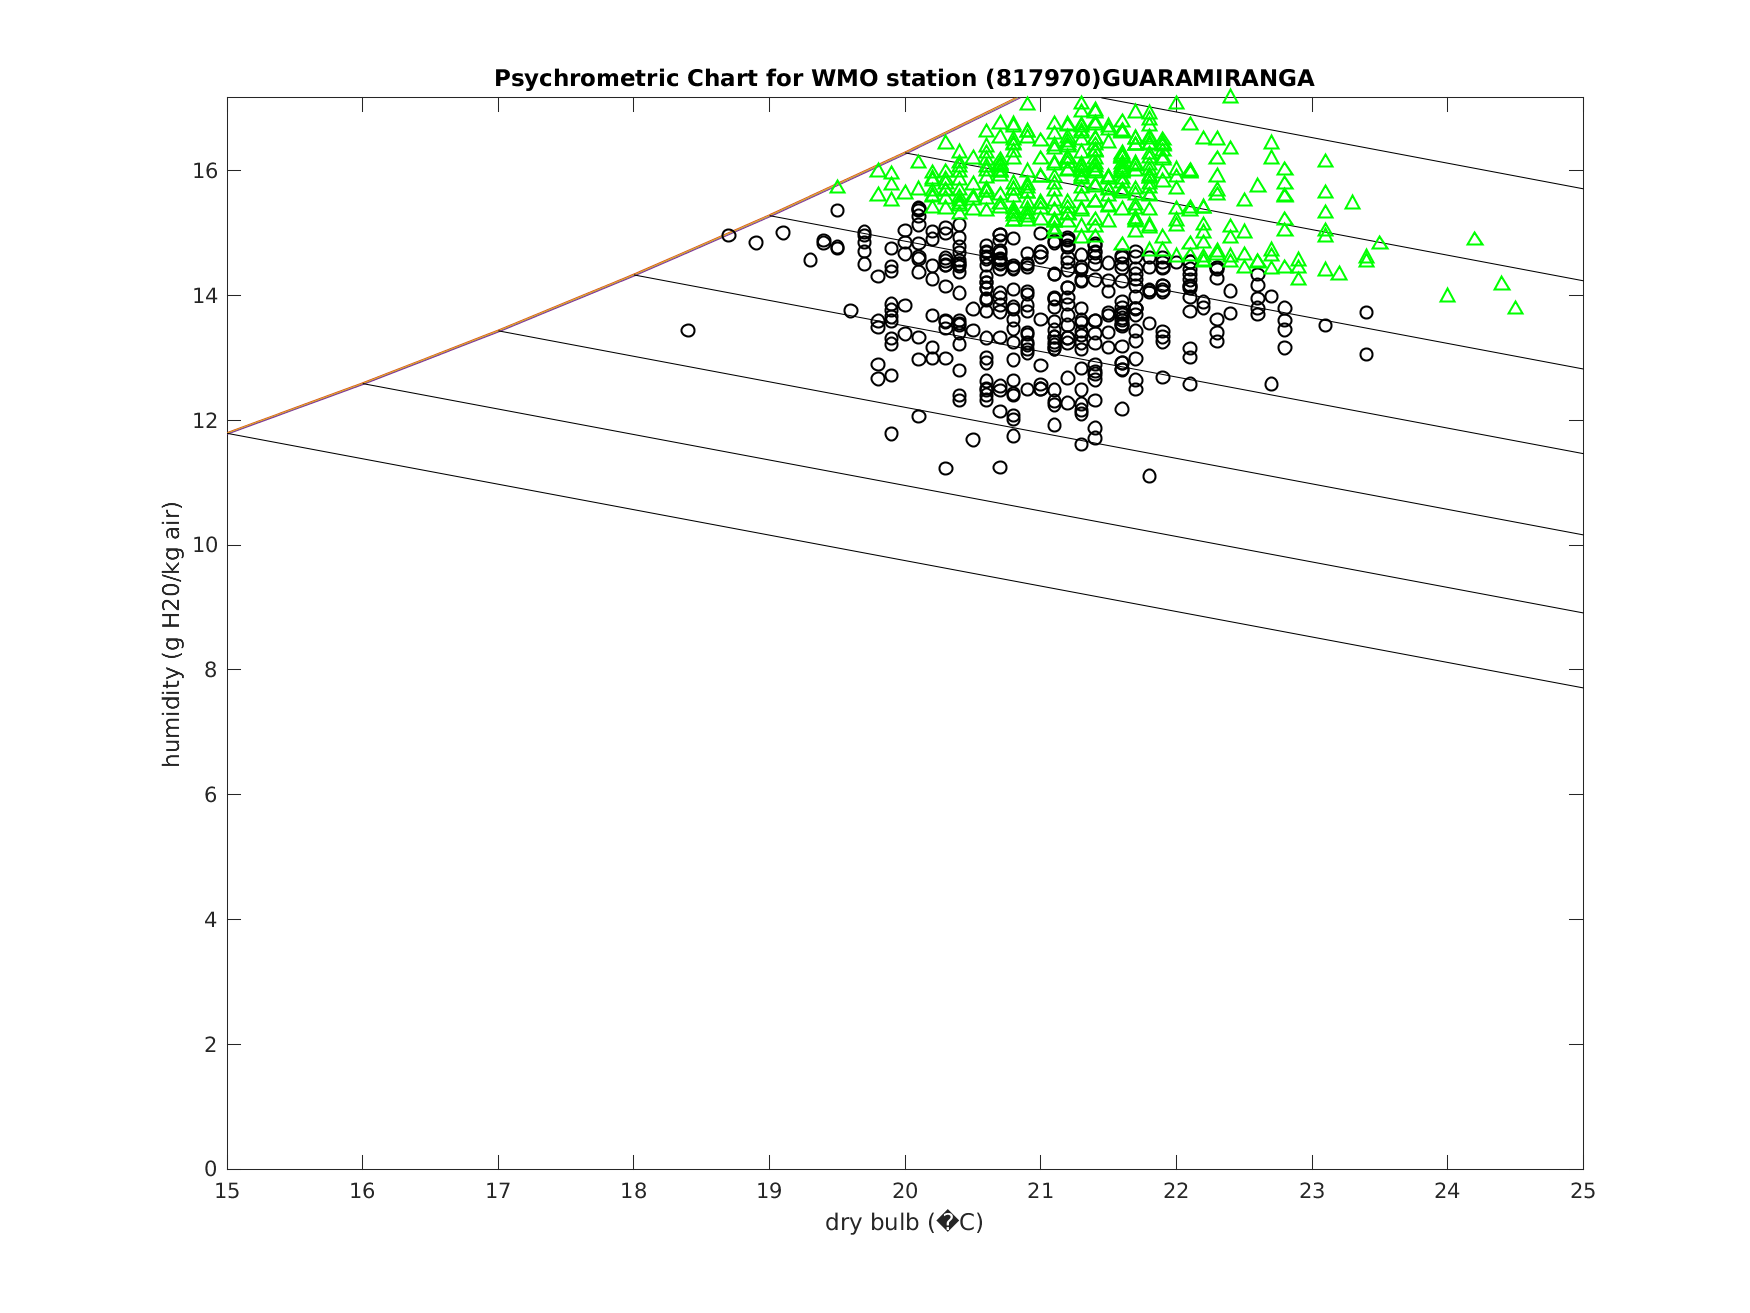 Psychrometric Chart for WMO station (817970)GUARAMIRANGA
humidity (g H20/kg air)
16
14
12
10
8
6
4
2
0
15 16 17 18 19 20 21 22 23 24 25
dry bulb (�C)